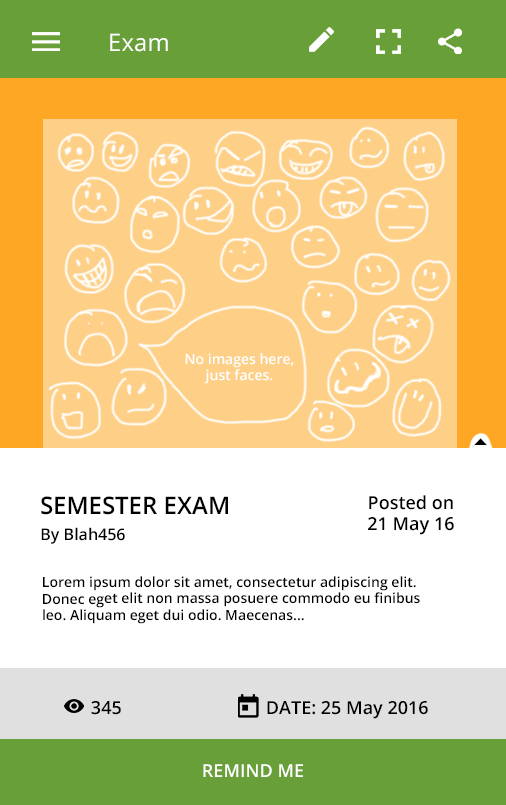 Exam
No images here,
just faces.
SEMESTER EXAM
By Blah456
Posted on
21 May 16
Lorem ipsum dolor sit amet, consectetur adipiscing elit.
Donec eget elit non massa posuere commodo eu finibus
leo. Aliquam eget dui odio. Maecenas...
345
DATE: 25 May 2016
REMIND ME